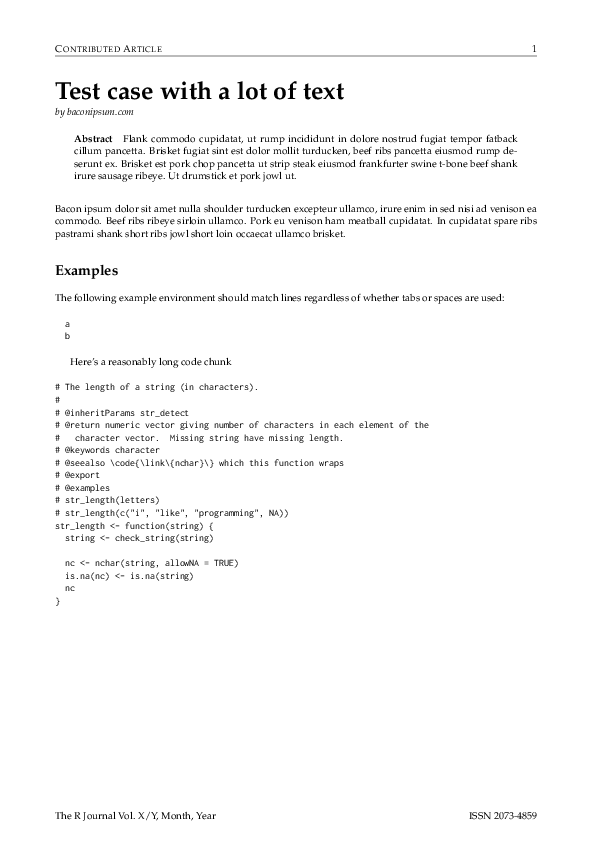 CONTRIBUTED ARTICLE 1
Test case with a lot of text
by baconipsum.com
Abstract Flank commodo cupidatat, ut rump incididunt in dolore nostrud fugiat tempor fatback
cillum pancetta. Brisket fugiat sint est dolor mollit turducken, beef ribs pancetta eiusmod rump de-
serunt ex. Brisket est pork chop pancetta ut strip steak eiusmod frankfurter swine t-bone beef shank
irure sausage ribeye. Ut drumstick et pork jowl ut.
Bacon ipsum dolor sit amet nulla shoulder turducken excepteur ullamco, irure enim in sed nisi ad venison ea
commodo. Beef ribs ribeye sirloin ullamco. Pork eu venison ham meatball cupidatat. In cupidatat spare ribs
pastrami shank short ribs jowl short loin occaecat ullamco brisket.
Examples
The following example environment should match lines regardless of whether tabs or spaces are used:
a
b
Here's a reasonably long code chunk
# The length of a string (in characters).
#
# @inheritParams str_detect
# @return numeric vector giving number of characters in each element of the
#   character vector.  Missing string have missing length.
# @keywords character
# @seealso \code{\link\{nchar}\} which this function wraps
# @export
# @examples
# str_length(letters)
# str_length(c("i", "like", "programming", NA))
str_length <- function(string) {
  string <- check_string(string)
  nc <- nchar(string, allowNA = TRUE)
  is.na(nc) <- is.na(string)
  nc
}
The R Journal Vol. X/Y, Month, Year ISSN 2073-4859